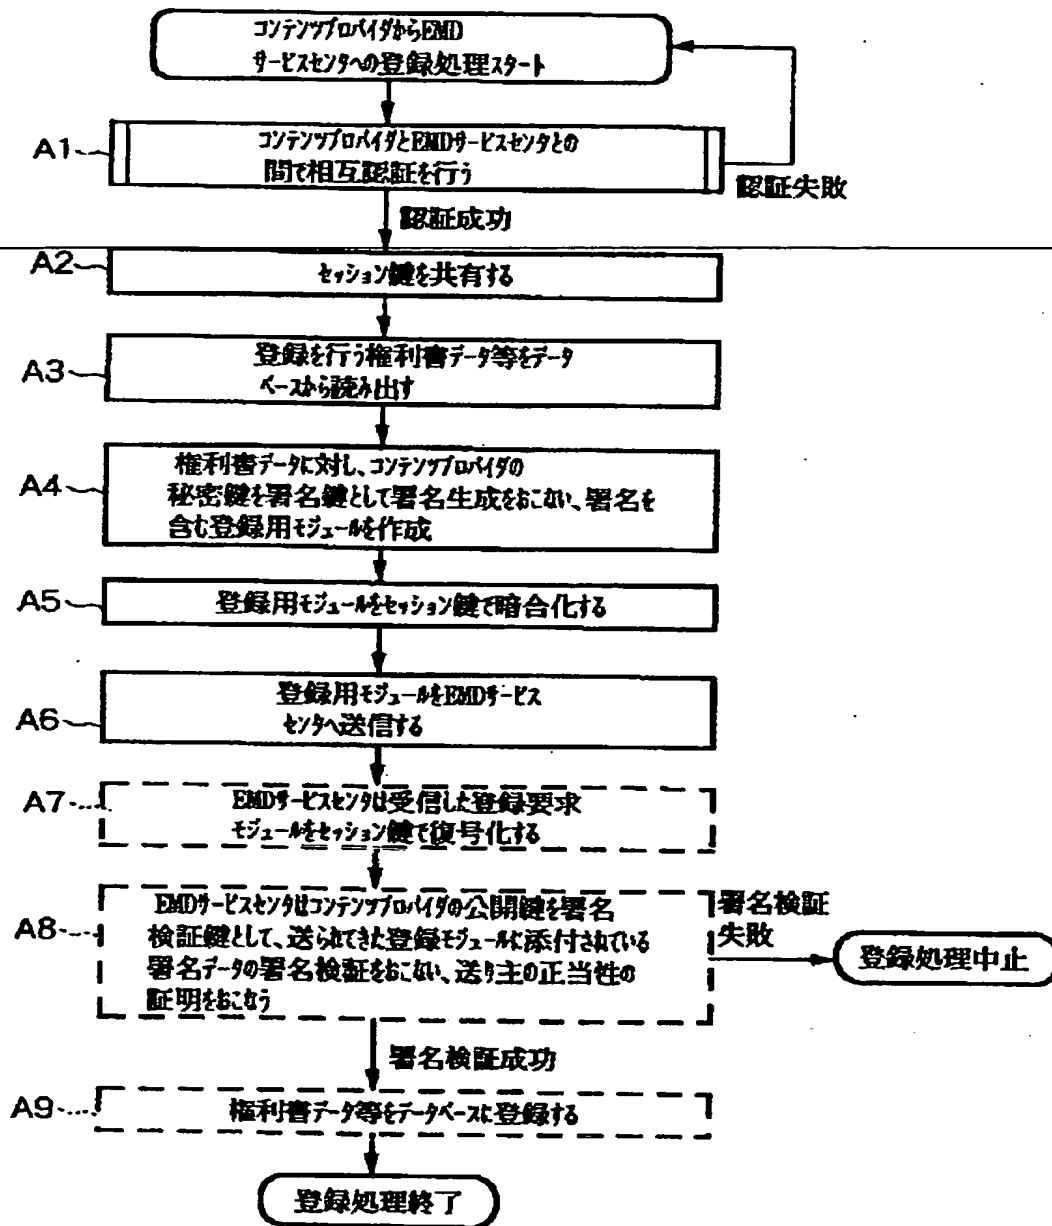 コンテンツプロバイダからEMD
サービスセンタへの登録処理スタート
A1
コンテンツプロバイダとEMDサービスセンタとの
間で相互認証を行う
認証失敗
認証成功
A2
セッション鍵を共有する
A3
登録を行う権利書データ等をデータ
ベースから読み出す
A4
権利書データに対し、コンテンツプロバイダの
秘密鍵を署名鍵として署名生成をおこない、署名を
含む登録用モジュールを作成
A5
登録用モジュールをセッション鍵で暗合化する
A6
登録用モジュールをEMDサービス
センタへ送信する
A7
EMDサービスセンタは受信した登録要求
モジュールをセッション鍵で復号化する
A8
EMDサービスセンタはコンテンツプロバイダの公開鍵を署名
検証鍵として、送られてきた登録モジュールに添付されている
署名データの署名検証をおこない、送り主の正当性の
証明をおこなう
署名検証
失敗
登録処理中止
署名検証成功
A9
権利書データ等をデータベースに登録する
登録処理終了